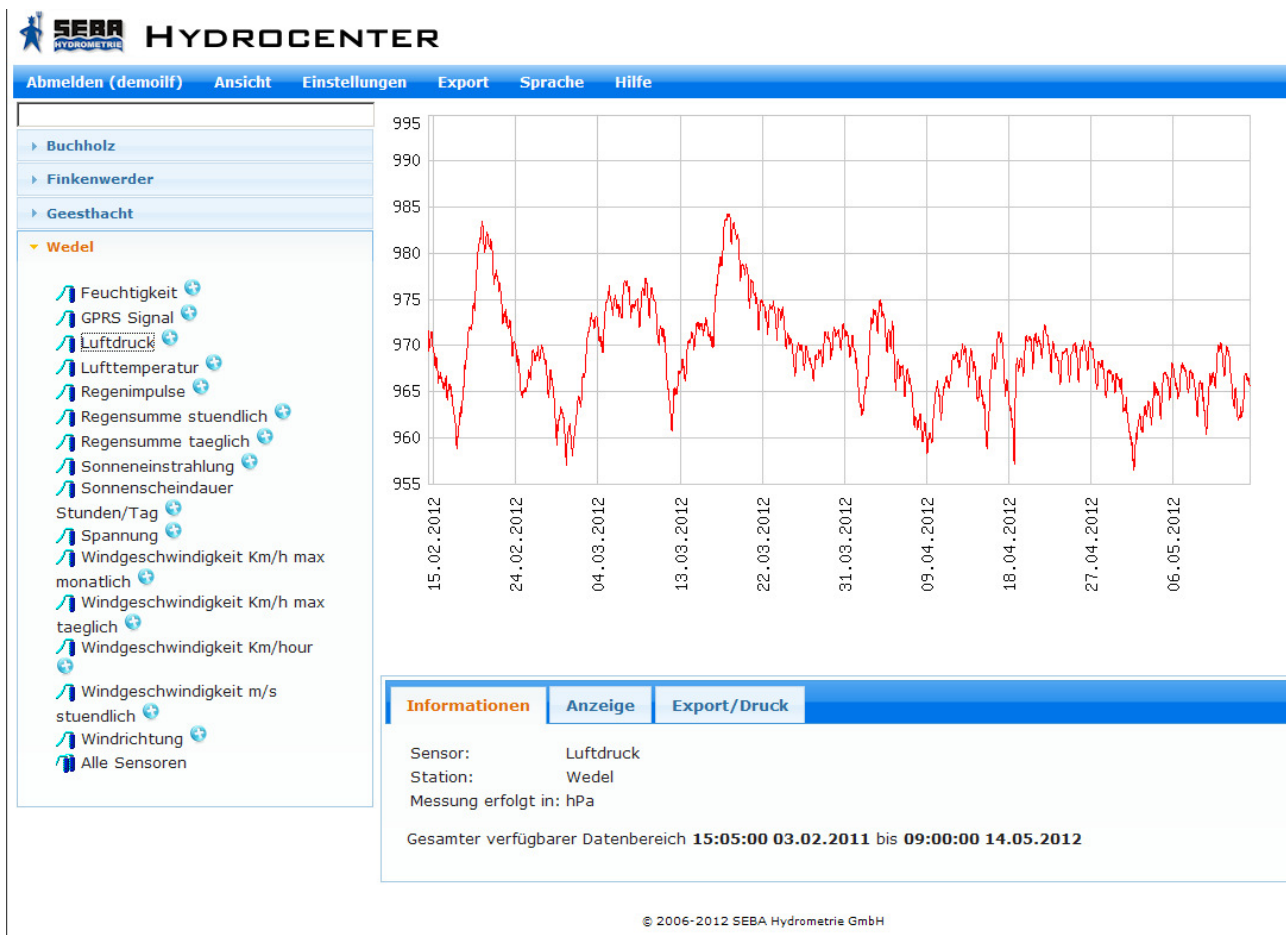 SEBA
HYDROMETRIE
HYDROCENTER
Abmelden (demoilf) Ansicht Einstellungen Export Sprache Hilfe
Buchholz
Finkenwerder
Geesthacht
Wedel
Feuchtigkeit
GPRS Signal
Luftdruck
Lufttemperatur
Regenimpulse
Regensumme stuendlich
Regensumme taeglich
Sonneneinstrahlung
Sonnenscheindauer
Stunden/Tag
Spannung
Windgeschwindigkeit Km/h max
monatlich
Windgeschwindigkeit Km/h max
taeglich
Windgeschwindigkeit Km/hour
Windgeschwindigkeit m/s
stuendlich
Windrichtung
Alle Sensoren
995
990
985
980
975
970
965
960
955
15.02.2012
24.02.2012
04.03.2012
13.03.2012
22.03.2012
31.03.2012
09.04.2012
18.04.2012
27.04.2012
06.05.2012
Informationen Anzeige Export/Druck
Sensor: Luftdruck
Station: Wedel
Messung erfolgt in: hPa
Gesamter verfügbarer Datenbereich 15:05:00 03.02.2011 bis 09:00:00 14.05.2012
© 2006-2012 SEBA Hydrometrie GmbH